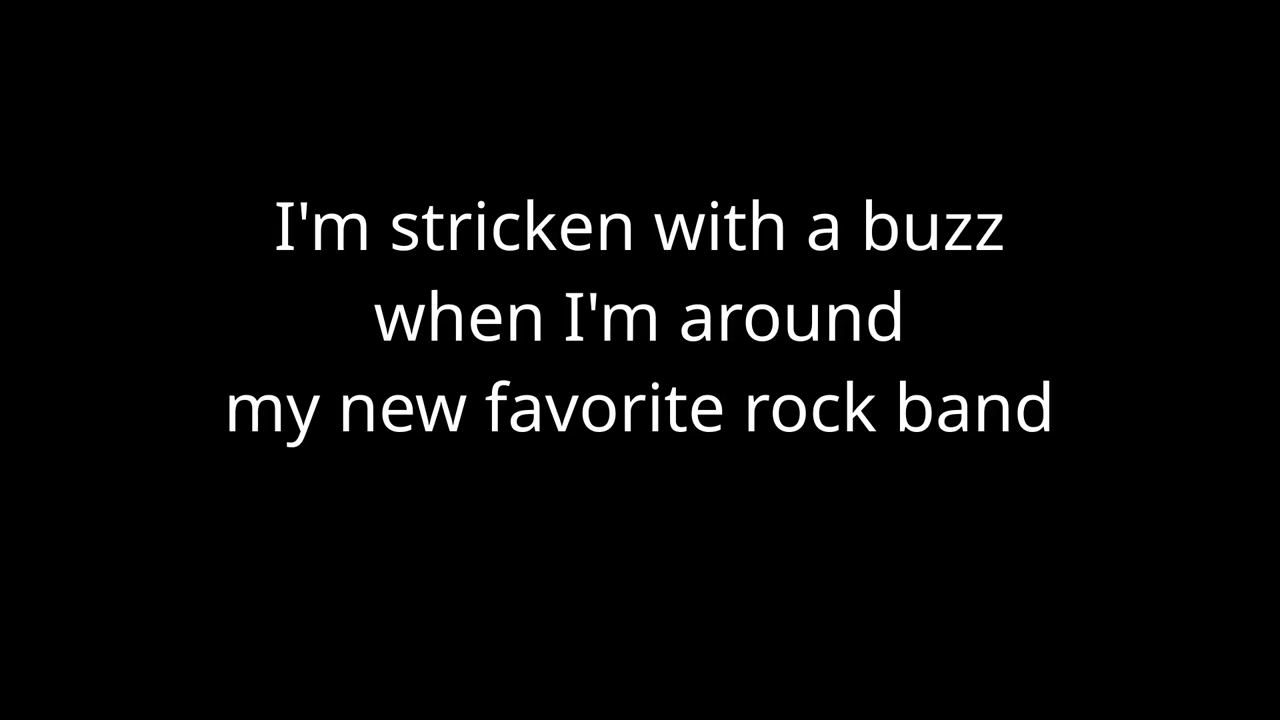 I'm stricken with a buzz
when I'm around
my new favorite rock band